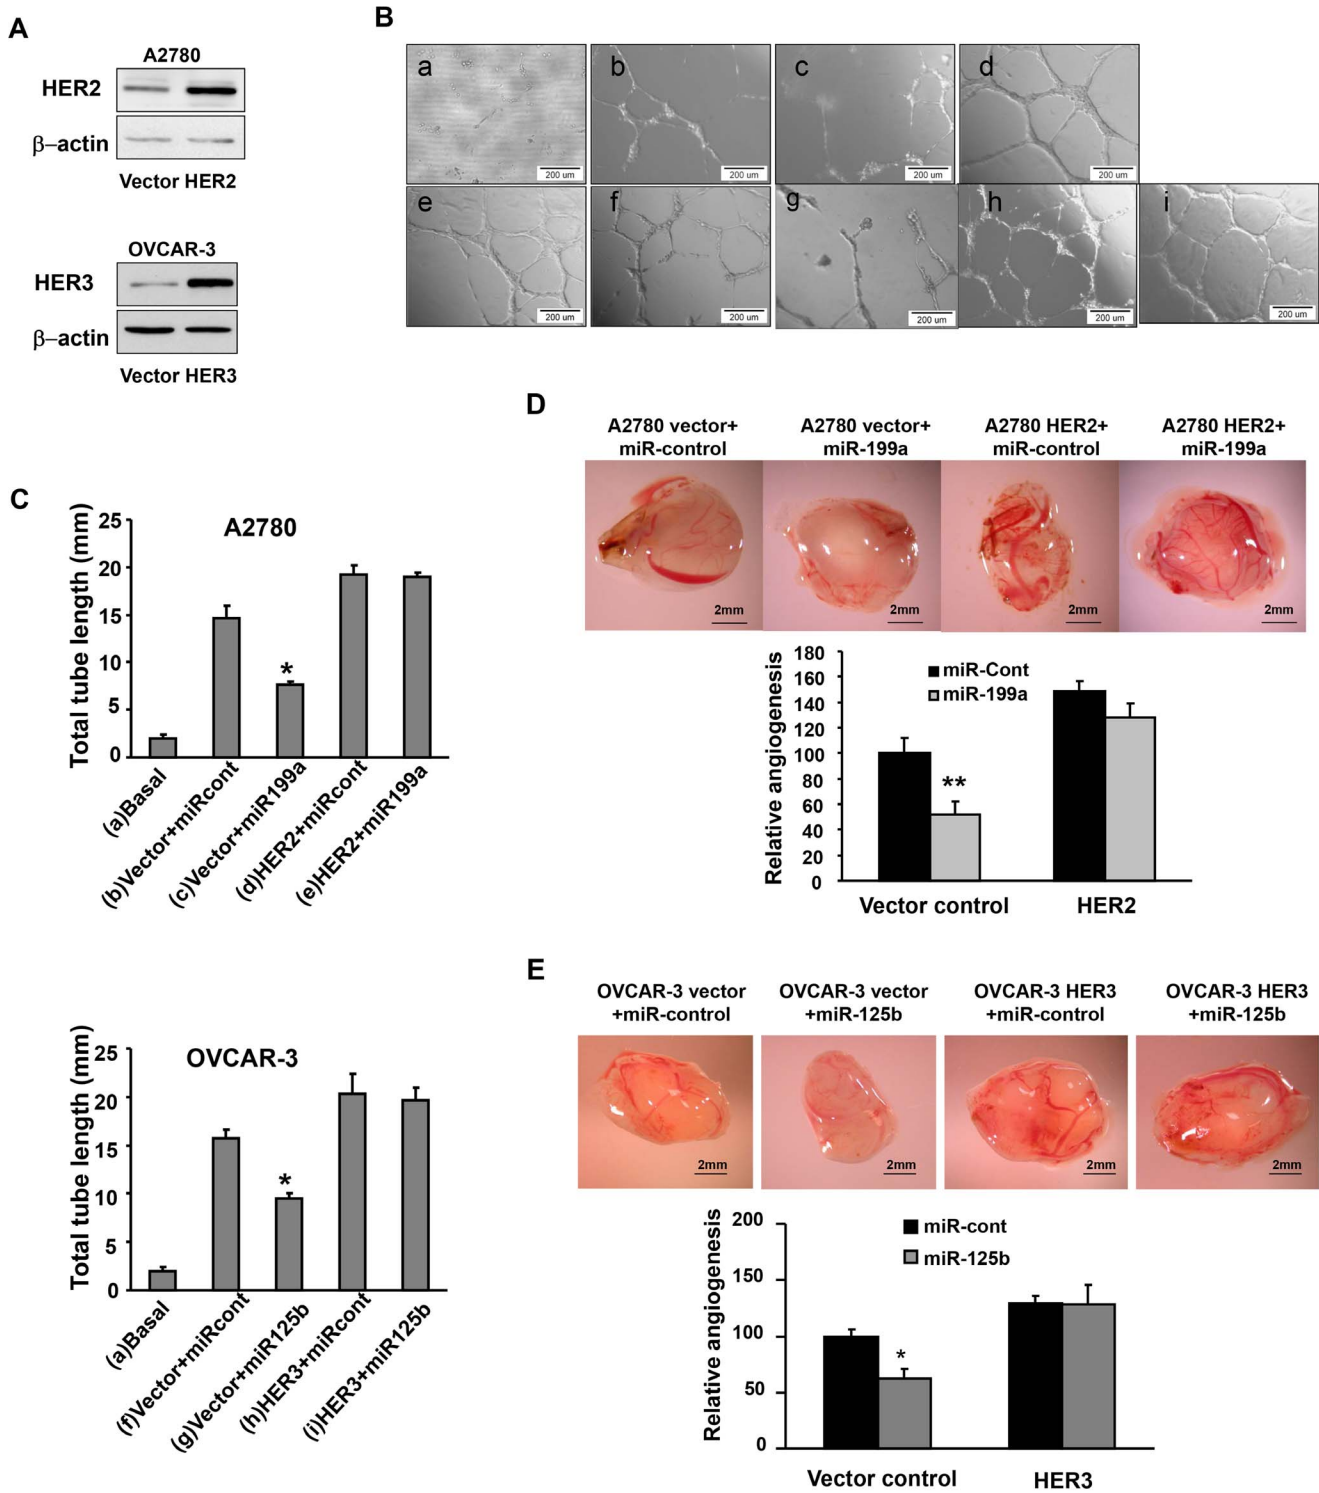 A
A2780
HER2
β–actin
Vector HER2
OVCAR-3
HER3
β–actin
Vector HER3
B
a
b
c
d
200 um
200 um
200 um
200 um
e
f
g
h
i
200 um
200 um
200 um
200 um
200 um
C
A2780
Total tube length (mm)
25
20
15
10
5
0
*
(a)Basal
(b)Vector+miRcont
(c)Vector+miR199a
(d)HER2+miRcont
(e)HER2+miR199a
OVCAR-3
Total tube length (mm)
25
20
15
10
5
0
*
(a)Basal
(f)Vector+miRcont
(g)Vector+miR125b
(h)HER3+miRcont
(i)HER3+miR125b
D
A2780 vector+
miR-control
A2780 vector+
miR-199a
A2780 HER2+
miR-control
A2780 HER2+
miR-199a
2mm
2mm
2mm
2mm
Relative angiogenesis
180
160
140
120
100
80
60
40
20
0
miR-Cont
miR-199a
**
Vector control
HER2
E
OVCAR-3 vector
+miR-control
OVCAR-3 vector
+miR-125b
OVCAR-3 HER3
+miR-control
OVCAR-3 HER3
+miR-125b
2mm
2mm
2mm
2mm
Relative angiogenesis
200
150
100
50
0
miR-cont
miR-125b
*
Vector control
HER3